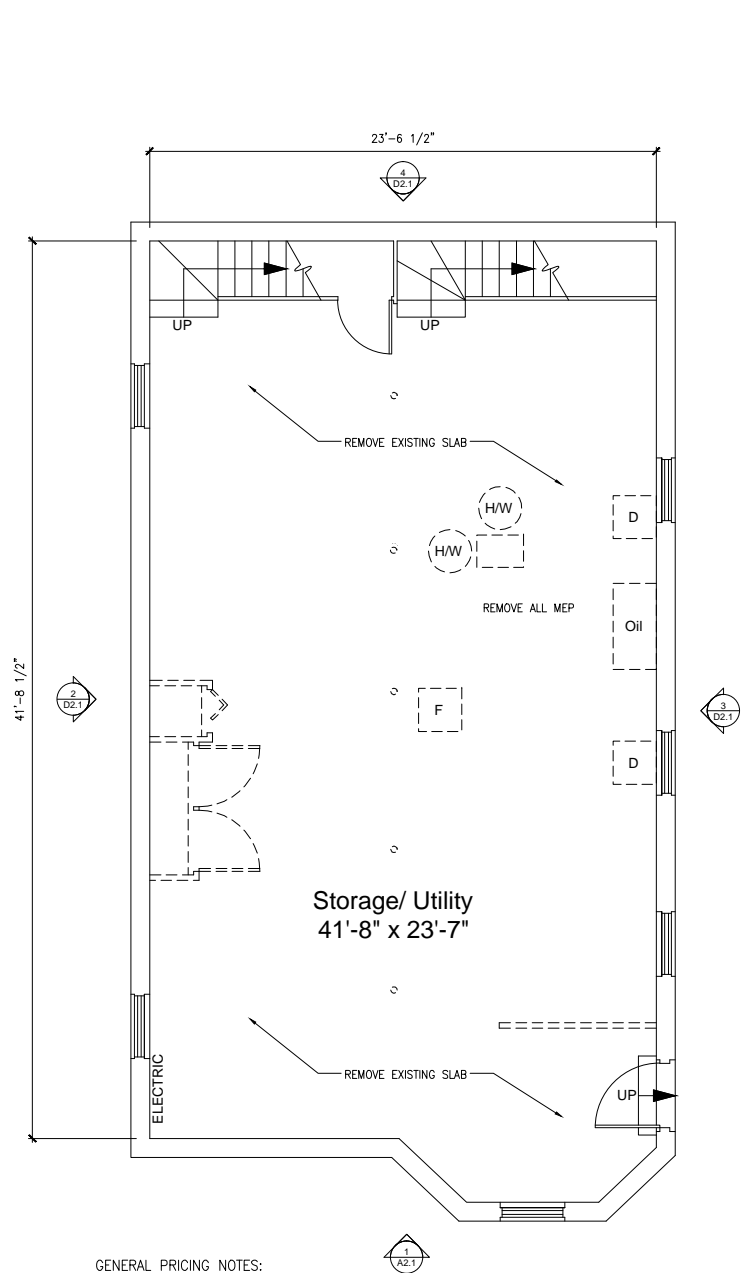 23'-6 1/2"
4
D2.1
UP
UP
REMOVE EXISTING SLAB
H/W
D
H/W
REMOVE ALL MEP
Oil
41'-8 1/2"
2
D2.1
F
3
D2.1
D
Storage/ Utility
41'-8" x 23'-7"
ELECTRIC
REMOVE EXISTING SLAB
UP
1
A2.1
GENERAL PRICING NOTES: